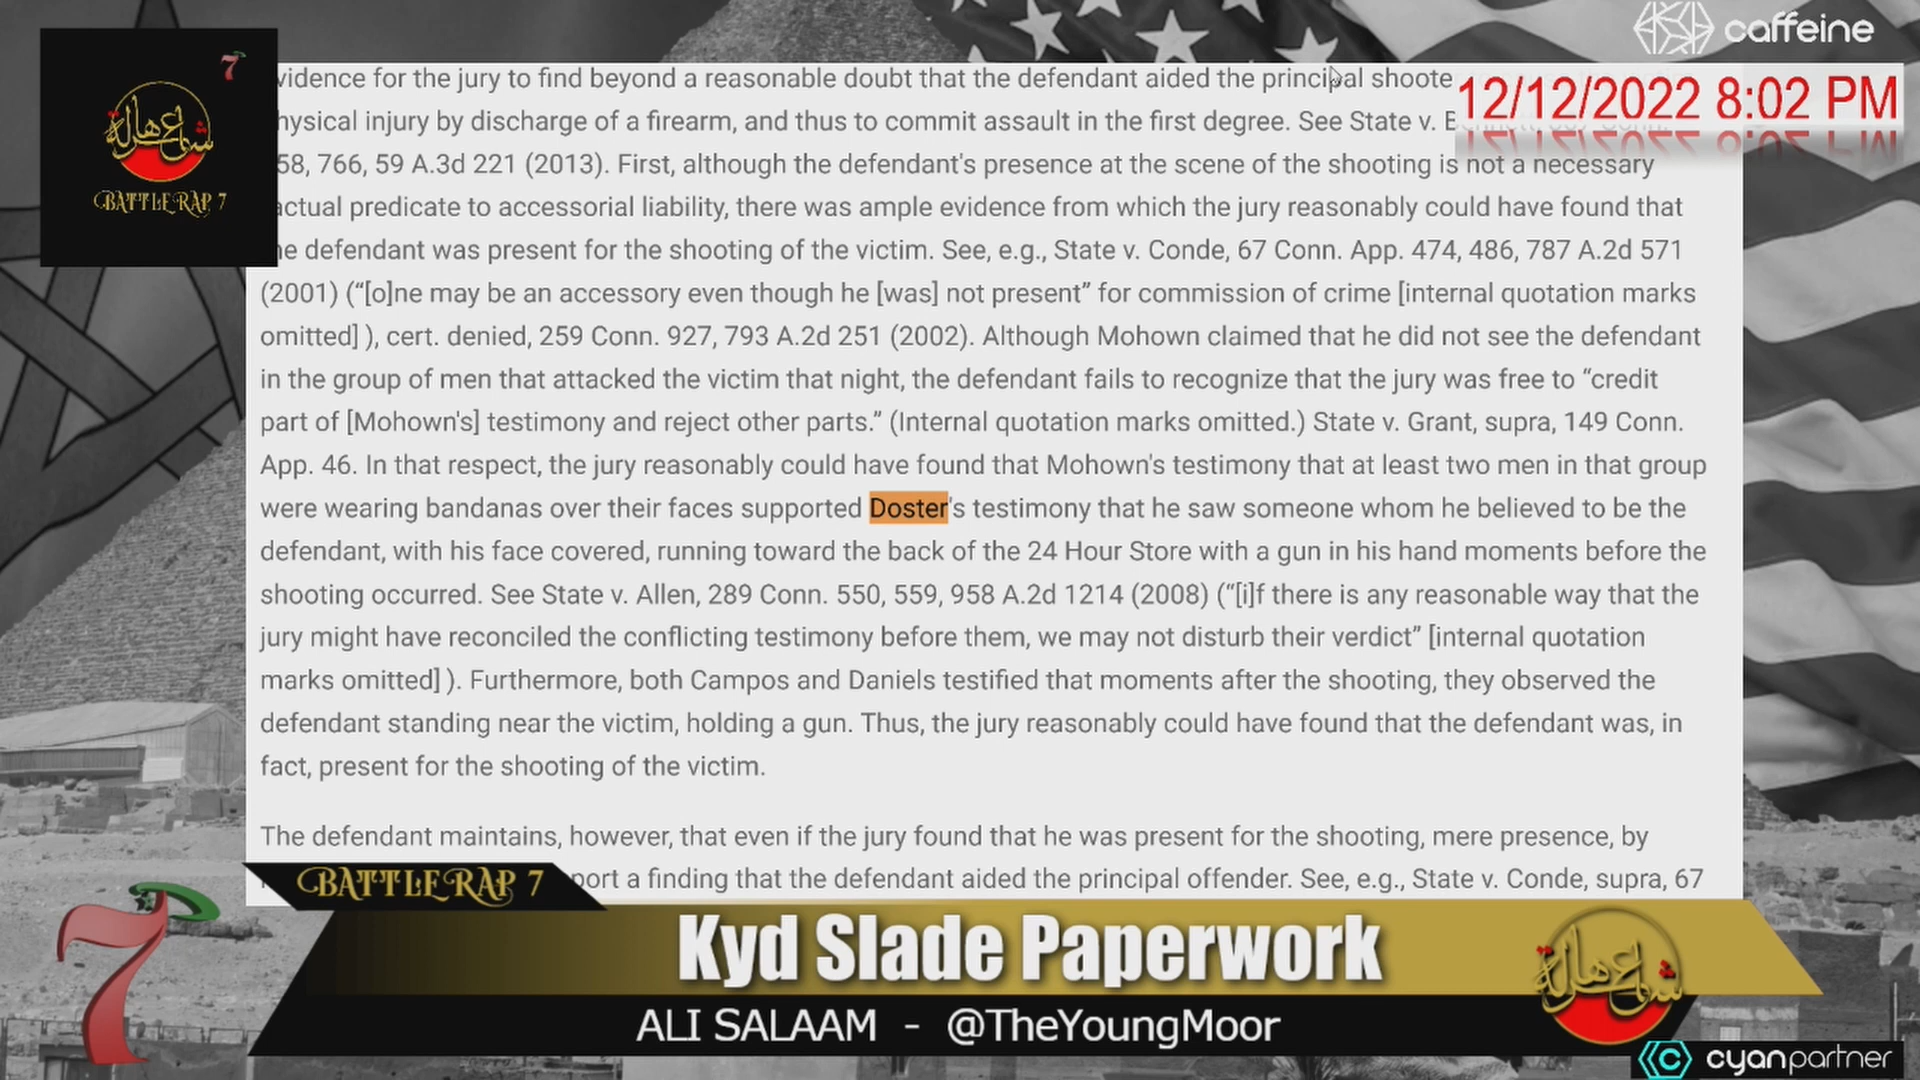 caffeine
7
BATTLE RAP 7
12/12/2022 8:02 PM
vidence for the jury to find beyond a reasonable doubt that the defendant aided the principal shoote
hysical injury by discharge of a firearm, and thus to commit assault in the first degree. See State v. B
58, 766, 59 A.3d 221 (2013). First, although the defendant's presence at the scene of the shooting is not a necessary
actual predicate to accessorial liability, there was ample evidence from which the jury reasonably could have found that
he defendant was present for the shooting of the victim. See, e.g., State v. Conde, 67 Conn. App. 474, 486, 787 A.2d 571
(2001) (“[o]ne may be an accessory even though he [was] not present” for commission of crime [internal quotation marks
omitted] ), cert. denied, 259 Conn. 927, 793 A.2d 251 (2002). Although Mohown claimed that he did not see the defendant
in the group of men that attacked the victim that night, the defendant fails to recognize that the jury was free to “credit
part of [Mohown's] testimony and reject other parts.” (Internal quotation marks omitted.) State v. Grant, supra, 149 Conn.
App. 46. In that respect, the jury reasonably could have found that Mohown's testimony that at least two men in that group
were wearing bandanas over their faces supported Doster's testimony that he saw someone whom he believed to be the
defendant, with his face covered, running toward the back of the 24 Hour Store with a gun in his hand moments before the
shooting occurred. See State v. Allen, 289 Conn. 550, 559, 958 A.2d 1214 (2008) (“[i]f there is any reasonable way that the
jury might have reconciled the conflicting testimony before them, we may not disturb their verdict” [internal quotation
marks omitted] ). Furthermore, both Campos and Daniels testified that moments after the shooting, they observed the
defendant standing near the victim, holding a gun. Thus, the jury reasonably could have found that the defendant was, in
fact, present for the shooting of the victim.
The defendant maintains, however, that even if the jury found that he was present for the shooting, mere presence, by
port a finding that the defendant aided the principal offender. See, e.g., State v. Conde, supra, 67
BATTLE RAP 7
7
Kyd Slade Paperwork
ALI SALAAM - @TheYoungMoor
cyanpartner